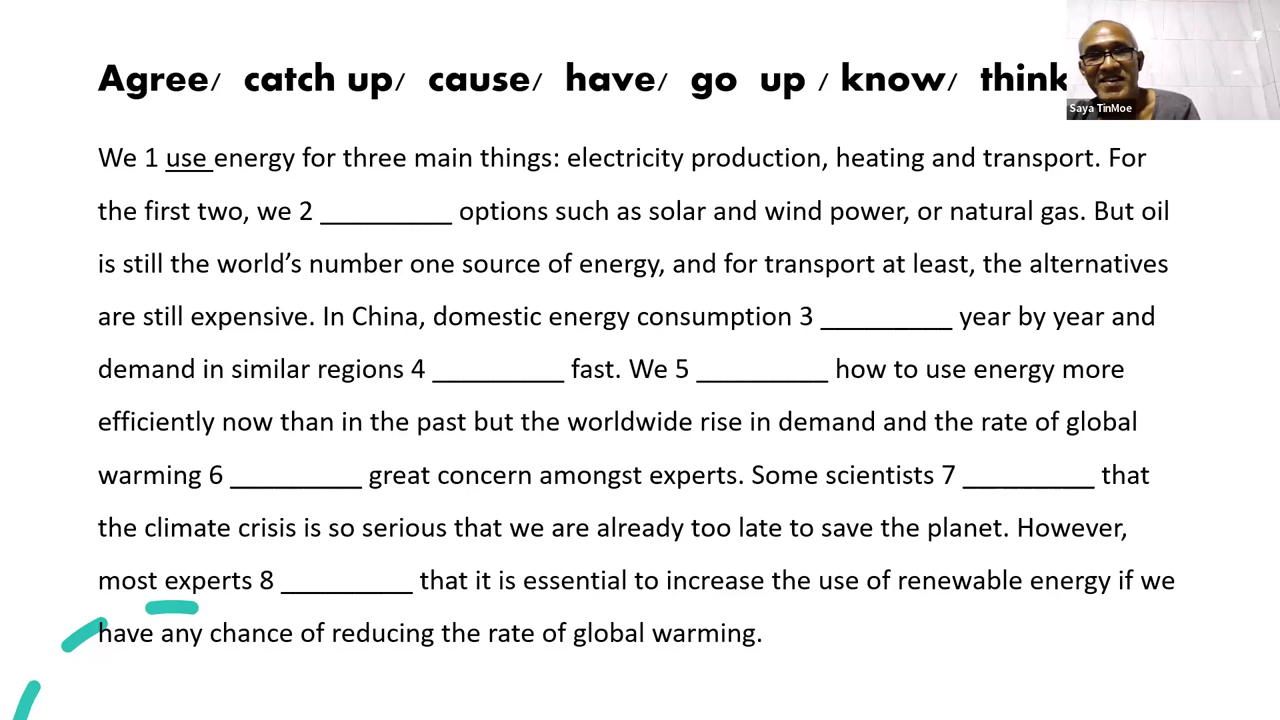 Agree/ catch up/ cause/ have/ go up / know/ think
Saya TinMoe
We 1 use energy for three main things: electricity production, heating and transport. For
the first two, we 2 _________ options such as solar and wind power, or natural gas. But oil
is still the world’s number one source of energy, and for transport at least, the alternatives
are still expensive. In China, domestic energy consumption 3 _________ year by year and
demand in similar regions 4 _________ fast. We 5 _________ how to use energy more
efficiently now than in the past but the worldwide rise in demand and the rate of global
warming 6 _________ great concern amongst experts. Some scientists 7 _________ that
the climate crisis is so serious that we are already too late to save the planet. However,
most experts 8 _________ that it is essential to increase the use of renewable energy if we
have any chance of reducing the rate of global warming.